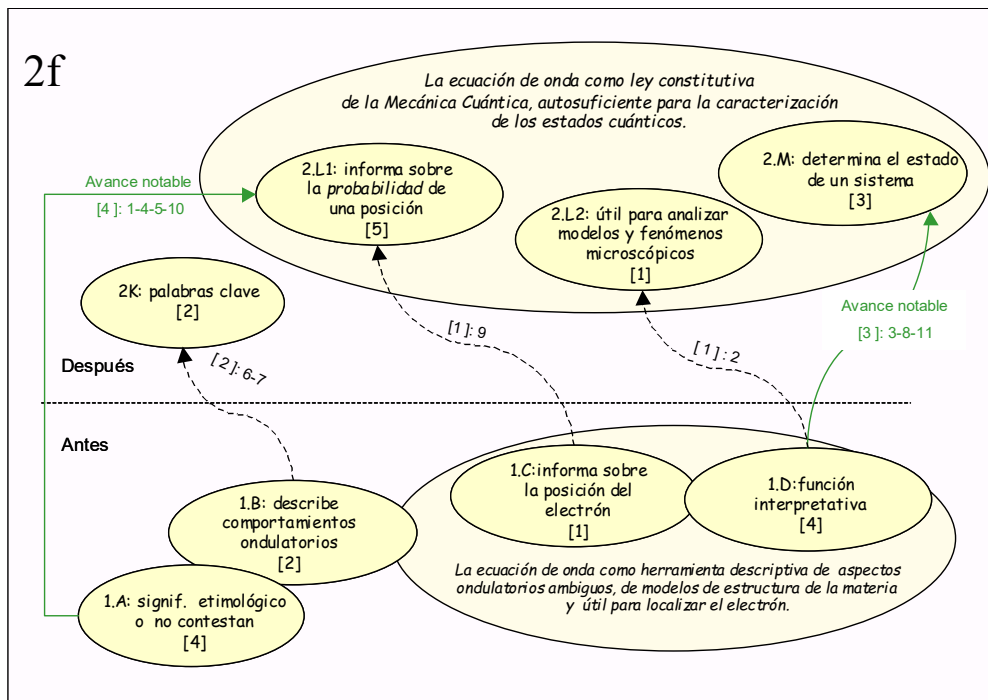 2f
La ecuación de onda como ley constitutiva
de la Mecánica Cuántica, autosuficiente para la caracterización
de los estados cuánticos.
2.M: determina el estado
de un sistema
[3]
2.L1: informa sobre
la probabilidad de
una posición
[5]
Avance notable
[4 ]: 1-4-5-10
2.L2: útil para analizar
modelos y fenómenos
microscópicos
[1]
2K: palabras clave
[2]
Avance notable
[3 ]: 3-8-11
[1 ]: 9
[1 ] : 2
[ 2 ]: 6-7
Después
Antes
1.C:informa sobre
la posición del
electrón
[1]
1.D:función
interpretativa
[4]
1.B: describe
comportamientos
ondulatorios
[2]
La ecuación de onda como herramienta descriptiva de aspectos
ondulatorios ambiguos, de modelos de estructura de la materia
y útil para localizar el electrón.
1.A: signif. etimológico
o no contestan
[4]